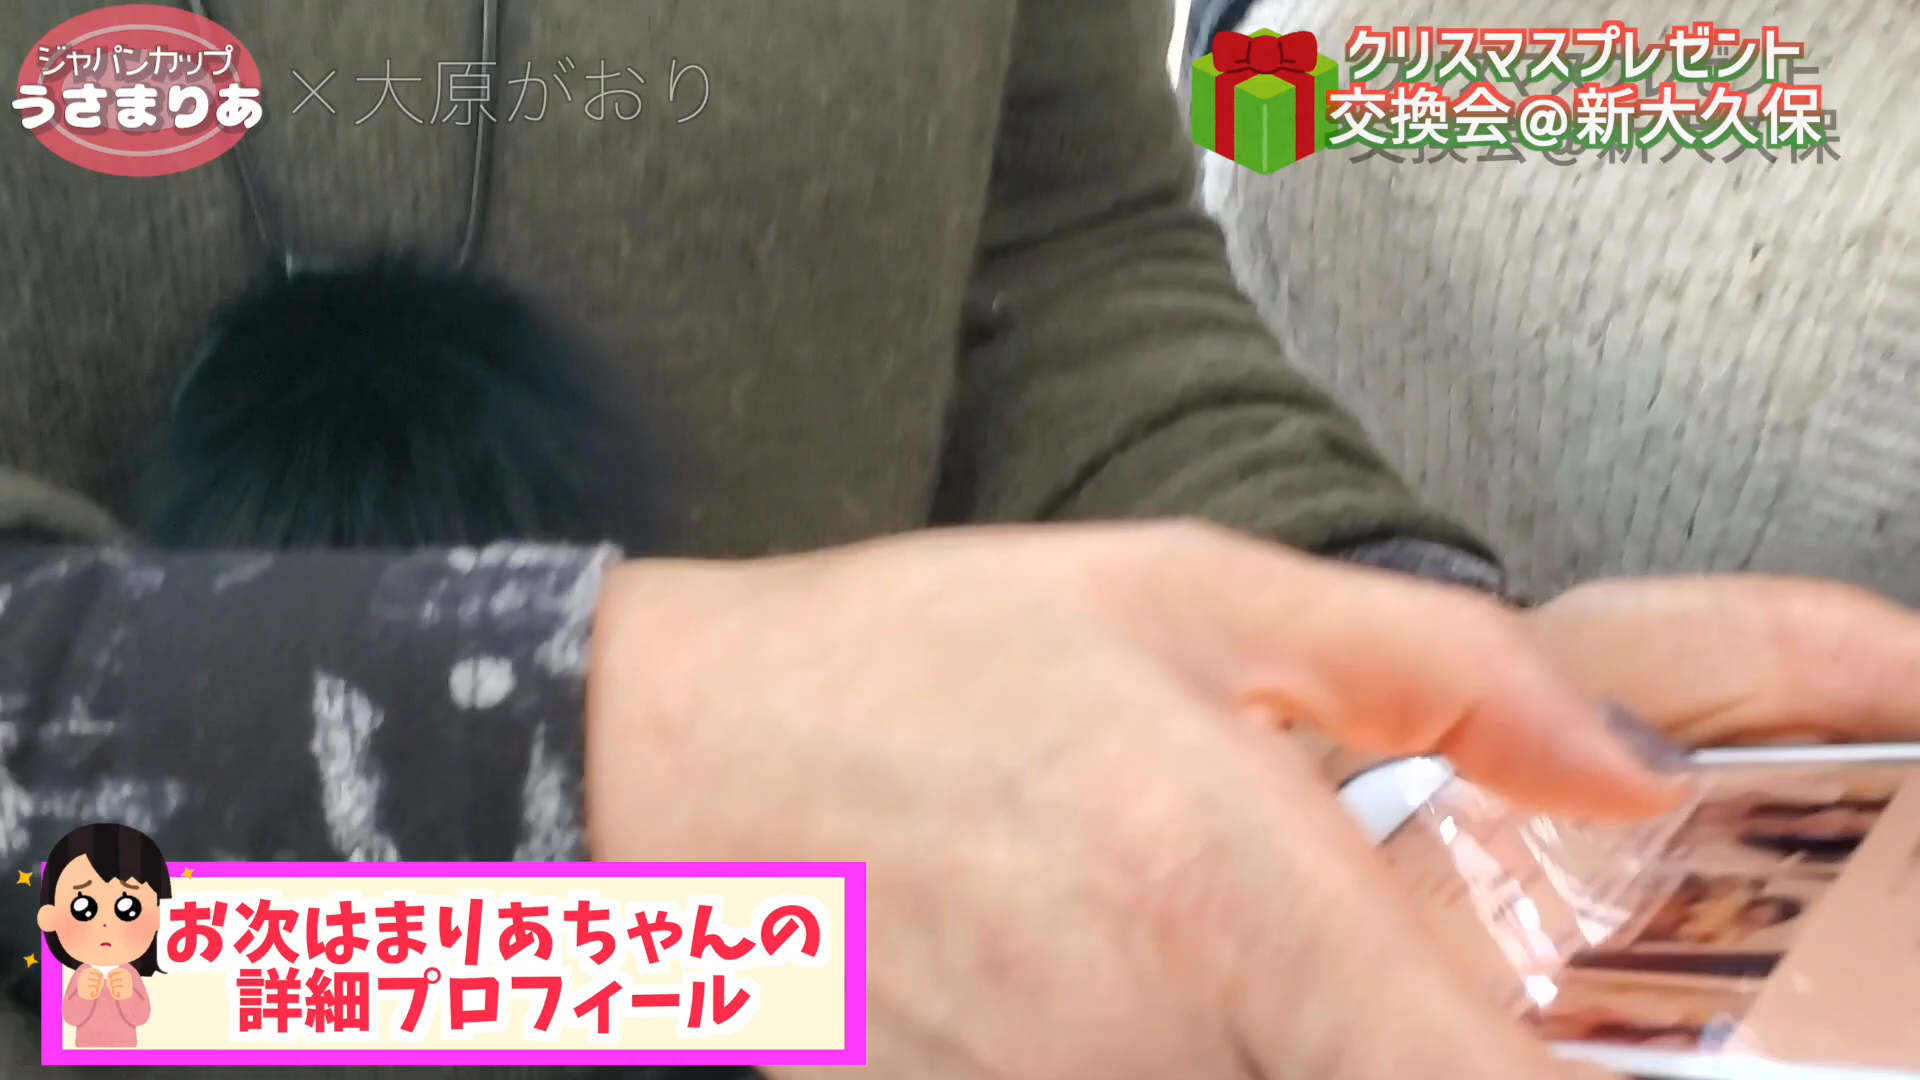 ジャパンカップ
うさまりあ
×大原がおり
クリスマスプレゼント
交換会@新大久保
お次はまりあちゃんの
詳細プロフィール